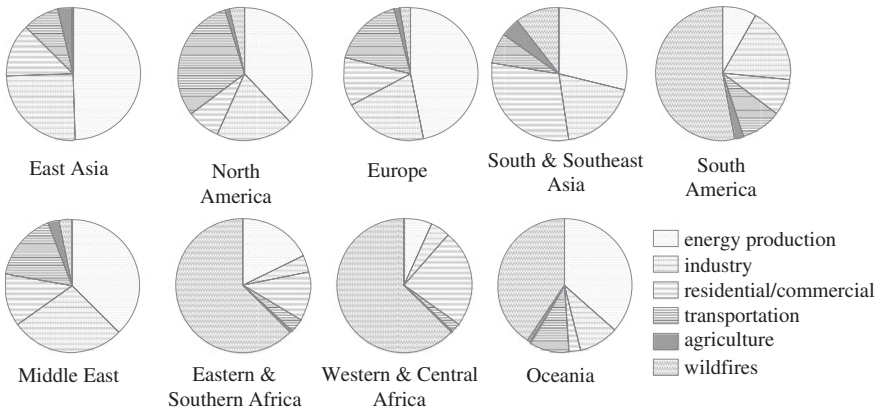 East Asia
North
America
Europe
South & Southeast
Asia
South
America
Middle East
Eastern &
Southern Africa
Western & Central
Africa
Oceania
energy production
industry
residential/commercial
transportation
agriculture
wildfires